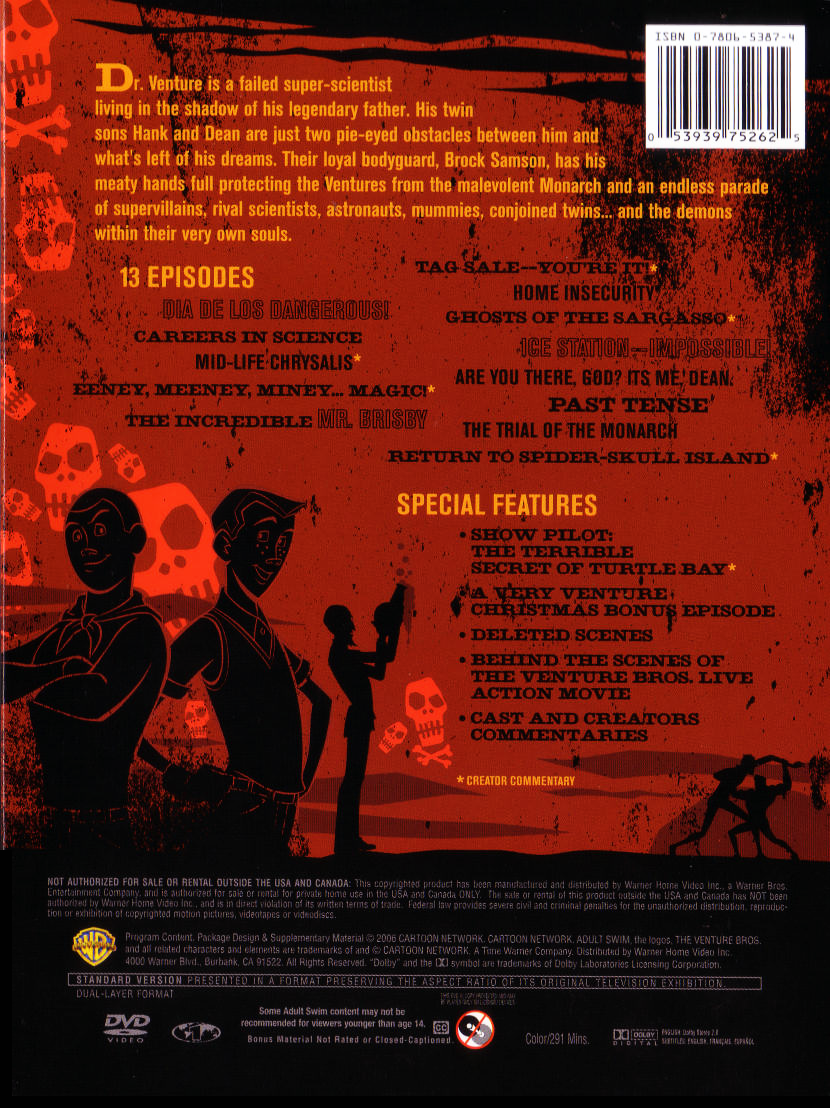 ISBN 0-7806-5387-4
0 53939 75262 5
Dr. Venture is a failed super-scientist
living in the shadow of his legendary father. His twin
sons Hank and Dean are just two pie-eyed obstacles between him and
what's left of his dreams. Their loyal bodyguard, Brock Samson, has his
meaty hands full protecting the Ventures from the malevolent Monarch and an endless parade
of supervillains, rival scientists, astronauts, mummies, conjoined twins... and the demons
within their very own souls.
13 EPISODES
DIA DE LOS DANGEROUS!
CAREERS IN SCIENCE
MID-LIFE CHRYSALIS*
EENEY, MEENEY, MINEY... MAGIC!*
THE INCREDIBLE MR. BRISBY
TAG SALE—YOU'RE IT!*
HOME INSECURITY
GHOSTS OF THE SARGASSO*
ICE STATION—IMPOSSIBLE!
ARE YOU THERE, GOD? ITS ME, DEAN.
PAST TENSE
THE TRIAL OF THE MONARCH
RETURN TO SPIDER-SKULL ISLAND*
SPECIAL FEATURES
• SHOW PILOT:
THE TERRIBLE
SECRET OF TURTLE BAY*
• A VERY VENTURE
CHRISTMAS BONUS EPISODE
• DELETED SCENES
• BEHIND THE SCENES OF
THE VENTURE BROS. LIVE
ACTION MOVIE
• CAST AND CREATORS
COMMENTARIES
* CREATOR COMMENTARY
NOT AUTHORIZED FOR SALE OR RENTAL OUTSIDE THE USA AND CANADA: This copyrighted product has been manufactured and distributed by Warner Home Video Inc., a Warner Bros.
Entertainment Company, and is authorized for sale or rental for private home use in the USA and Canada ONLY. The sale or rental of this product outside the USA and Canada has NOT been
authorized by Warner Home Video Inc., and is in direct violation of its written terms of trade. Federal law provides severe civil and criminal penalties for the unauthorized distribution, reproduc-
tion or exhibition of copyrighted motion pictures, videotapes or videodiscs.
Program Content, Package Design & Supplementary Material © 2006 CARTOON NETWORK. CARTOON NETWORK, ADULT SWIM, the logos, THE VENTURE BROS.
and all related characters and elements are trademarks of and © CARTOON NETWORK. A Time Warner Company. Distributed by Warner Home Video Inc.
4000 Warner Blvd., Burbank, CA 91522. All Rights Reserved. "Dolby" and the DD symbol are trademarks of Dolby Laboratories Licensing Corporation.
STANDARD VERSION PRESENTED IN A FORMAT PRESERVING THE ASPECT RATIO OF ITS ORIGINAL TELEVISION EXHIBITION.
DUAL-LAYER FORMAT
DVD
VIDEO
Some Adult Swim content may not be
recommended for viewers younger than age 14.
CC
Bonus Material Not Rated or Closed-Captioned.
Color/291 Mins.
DOLBY
DIGITAL
ENGLISH: Dolby Stereo 2.0
SUBTITLES: ENGLISH, FRANÇAIS, ESPAÑOL